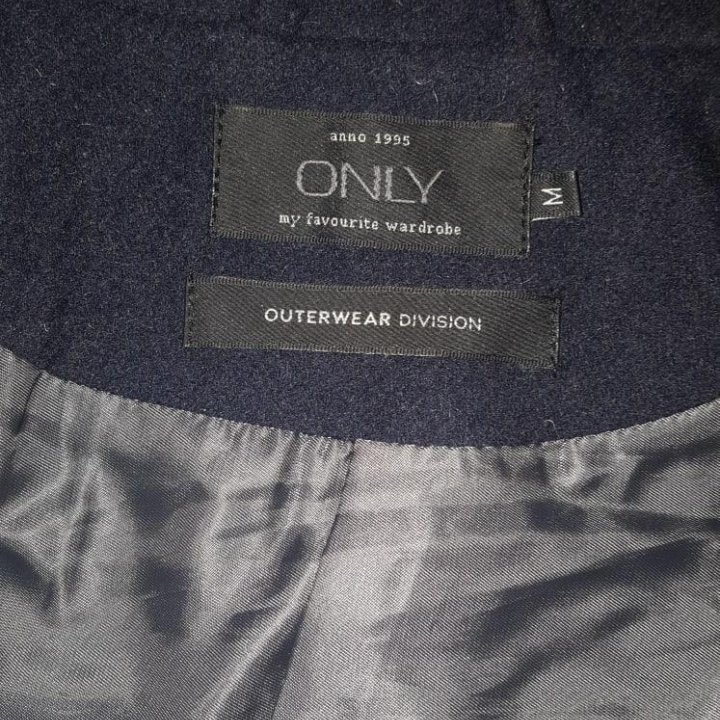 anno 1995
ONLY
my favourite wardrobe
M
OUTERWEAR DIVISION